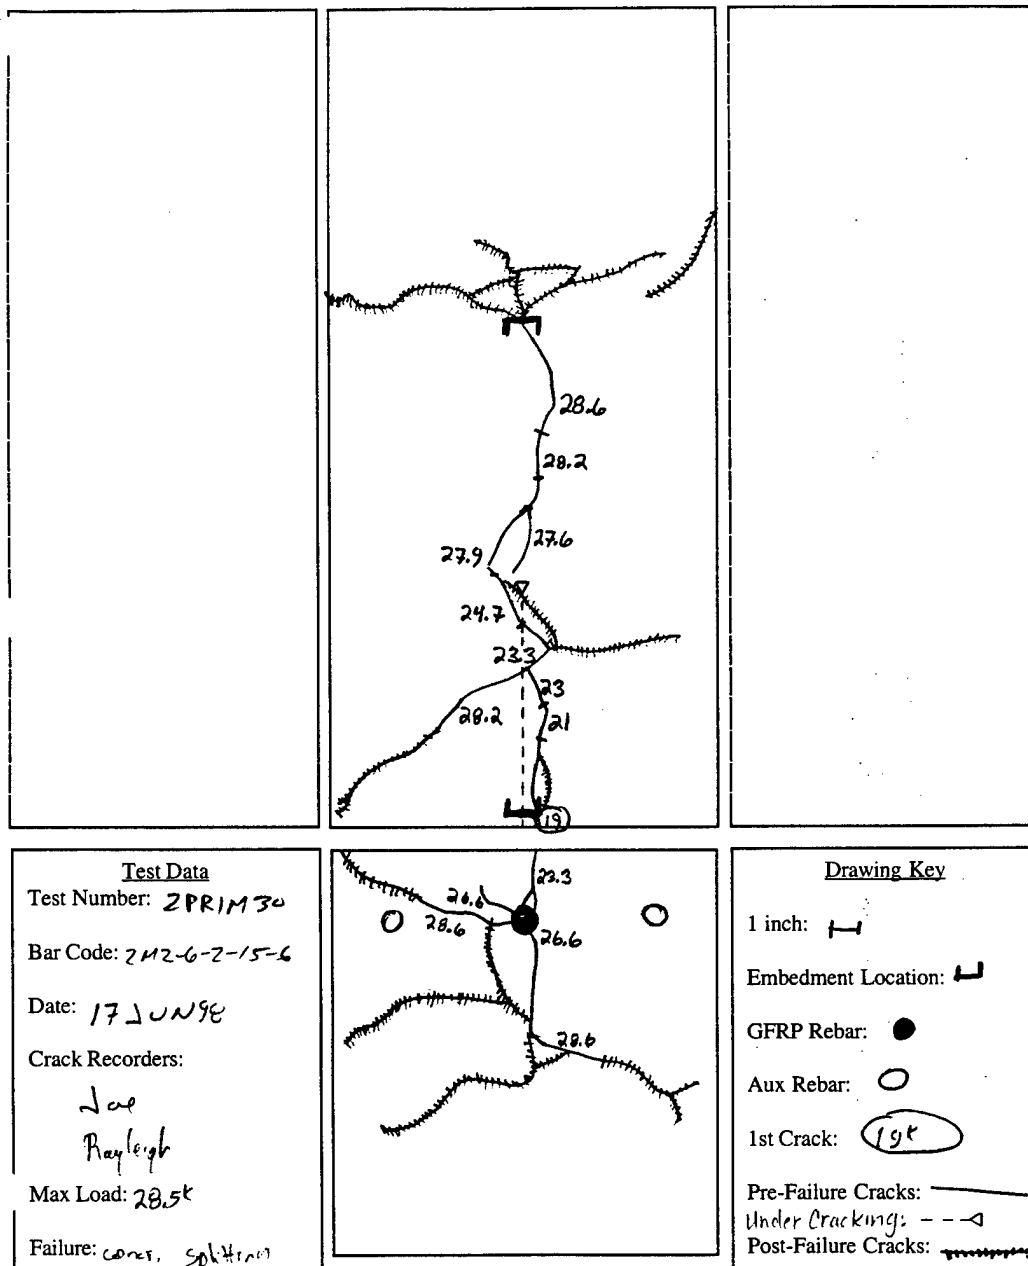 28.6
28.2
27.6
27.9
24.7
23.3
23
28.2
21
19
Test Data
Test Number: 2PRIM30
Bar Code: 2M2-6-2-15-6
Date: 17 JUN98
Crack Recorders:
Joe
Rayleigh
Max Load: 28.5k
Failure: conc. splitting
23.3
26.6
28.6
26.6
28.6
Drawing Key
1 inch:
Embedment Location:
GFRP Rebar:
Aux Rebar:
1st Crack: 19k
Pre-Failure Cracks:
Under Cracking:
Post-Failure Cracks: